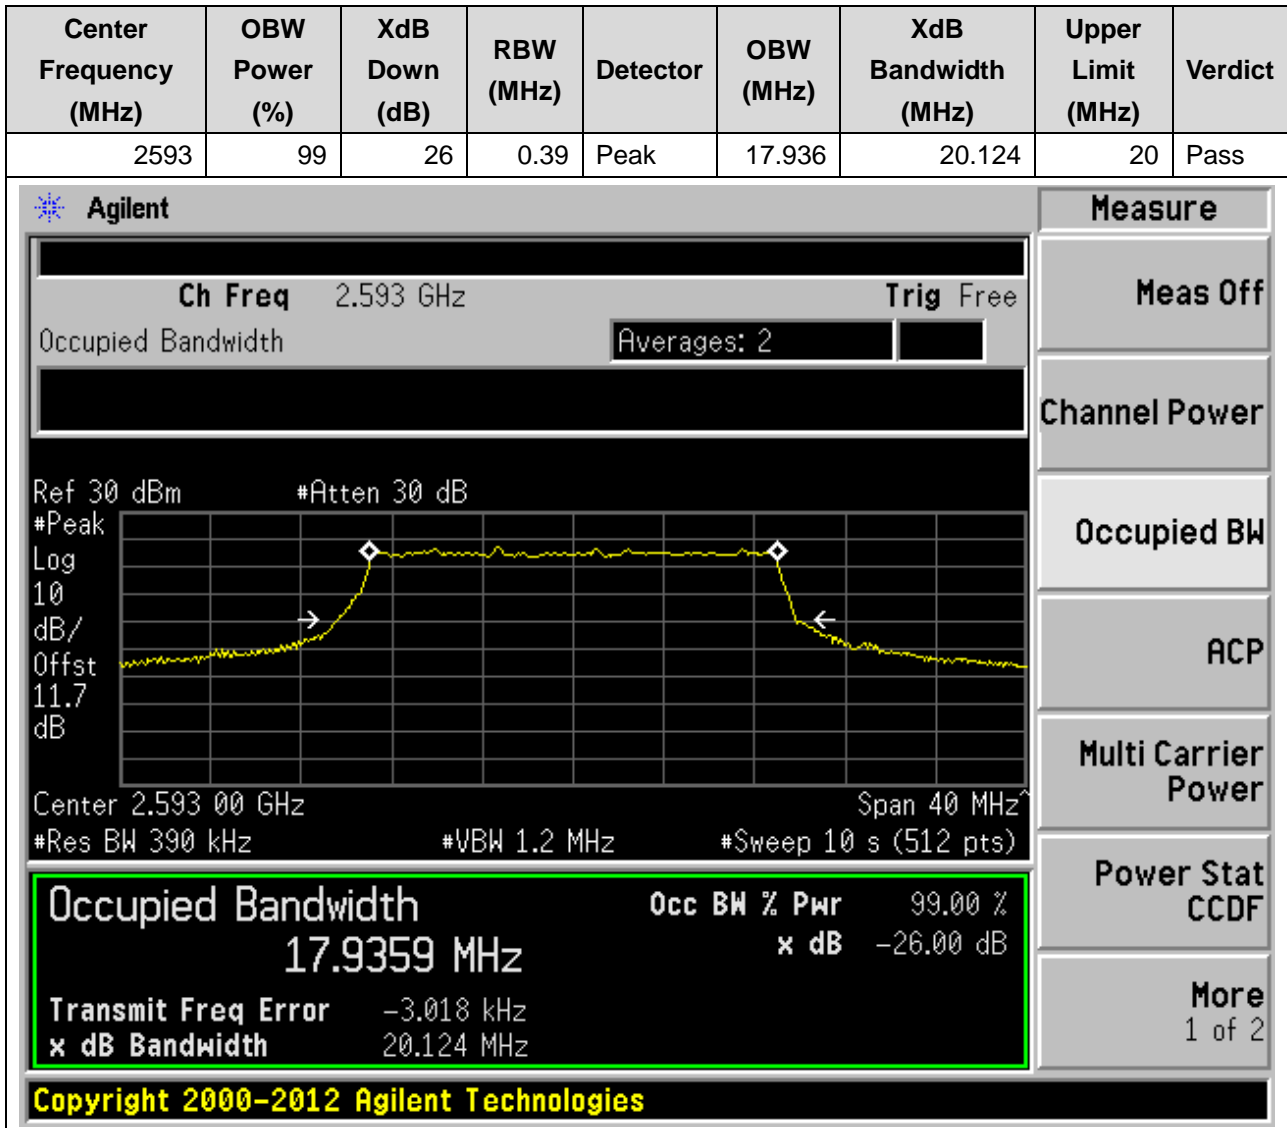 Center Frequency (MHz) OBW Power (%) XdB Down (dB) RBW (MHz) Detector OBW (MHz) XdB Bandwidth (MHz) Upper Limit (MHz) Verdict
2593 99 26 0.39 Peak 17.936 20.124 20 Pass
Agilent
Measure
Ch Freq 2.593 GHz Trig Free
Occupied Bandwidth Averages: 2
Meas Off
Channel Power
Occupied BW
ACP
Multi Carrier
Power
Power Stat
CCDF
More
1 of 2
Ref 30 dBm #Atten 30 dB
#Peak
Log
10
dB/
Offst
11.7
dB
Center 2.593 00 GHz Span 40 MHz^
#Res BW 390 kHz #VBW 1.2 MHz #Sweep 10 s (512 pts)
Occupied Bandwidth
17.9359 MHz
Occ BW % Pwr 99.00 %
x dB -26.00 dB
Transmit Freq Error -3.018 kHz
x dB Bandwidth 20.124 MHz
Copyright 2000-2012 Agilent Technologies